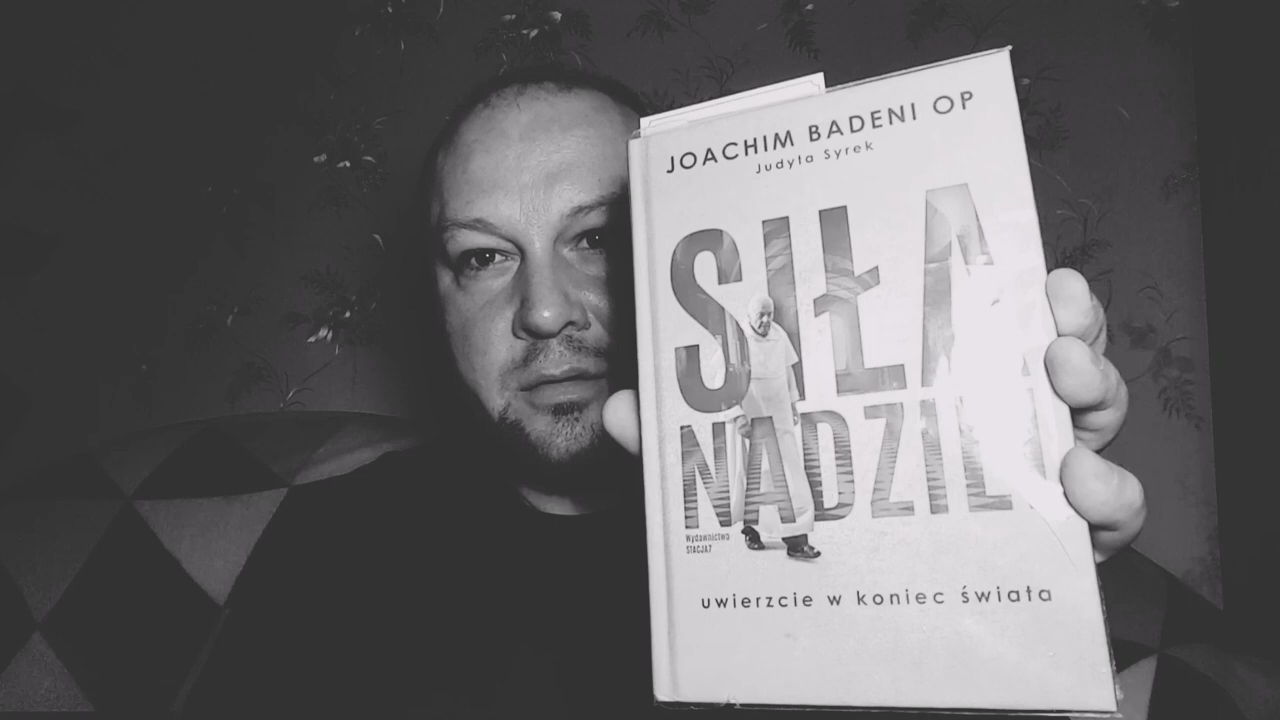 JOACHIM BADENI OP
Judyta Syrek
SIŁA
NADZIEI
Wydawnictwo
STACJA7
uwierzcie w koniec świata